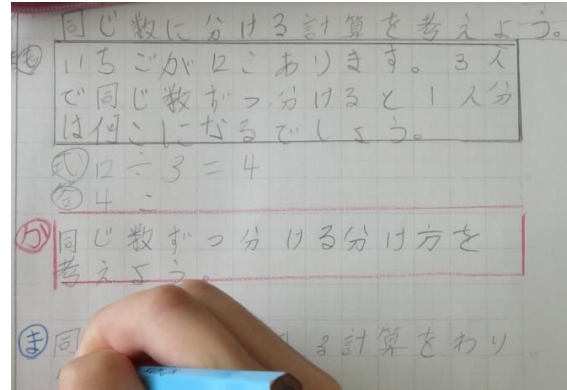 同じ数に分ける計算を考えよう。
も いちごが12こあります。3人
で同じ数ずつ分けると1人分
は何こになるでしょう。
式 12÷3=4
答 4こ
か 同じ数ずつ分ける分け方を
考えよう。
ま 同 る計算をわり